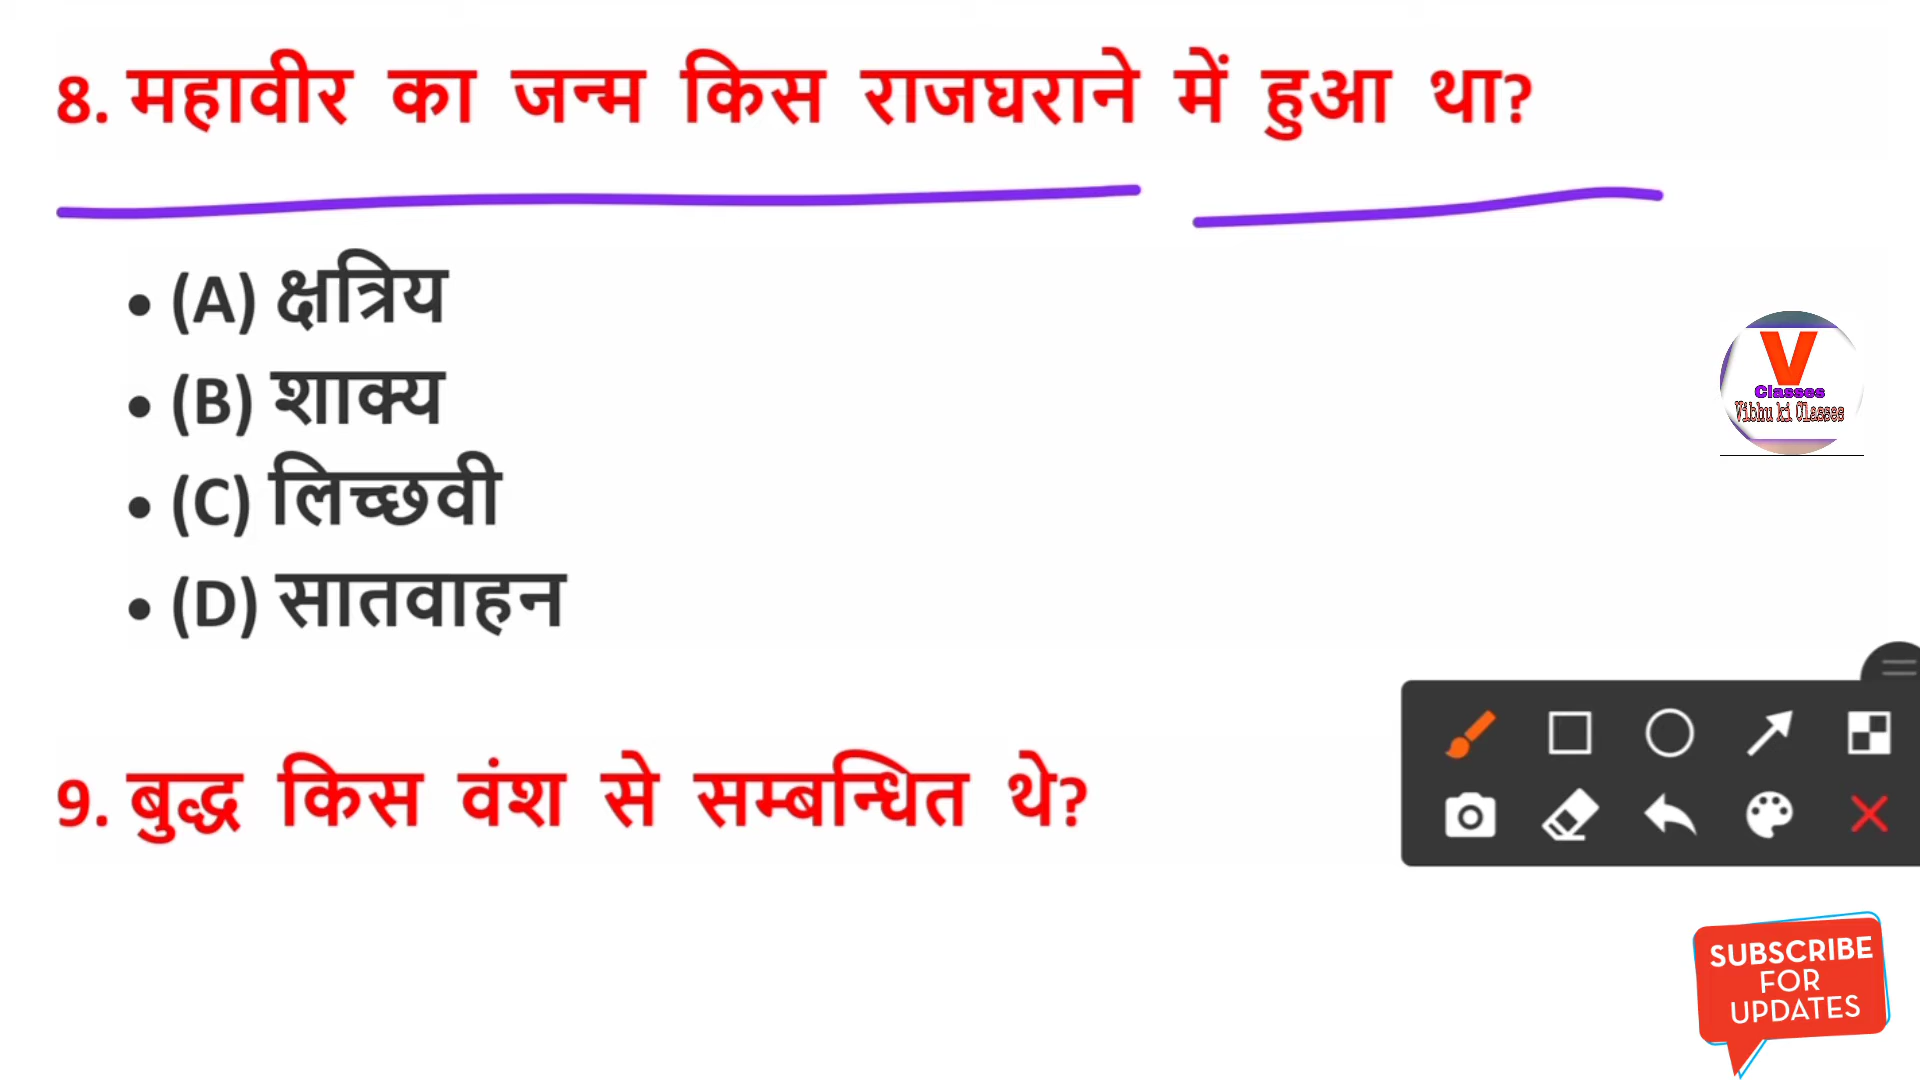 8. महावीर का जन्म किस राजघराने में हुआ था?
• (A) क्षत्रिय
• (B) शाक्य
• (C) लिच्छवी
• (D) सातवाहन
V
Classes
Vibhu ki Classes
9. बुद्ध किस वंश से सम्बन्धित थे?
SUBSCRIBE
FOR
UPDATES